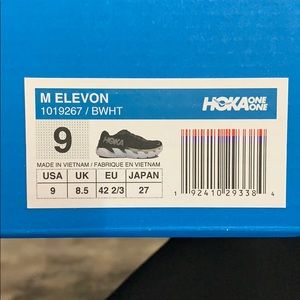 M ELEVON
1019267 / BWHT
HOKA ONE ONE
9
HOKA
MADE IN VIETNAM / FABRIQUE EN VIETNAM
USA UK EU JAPAN
9 8.5 42 2/3 27
1 92410 29338 4